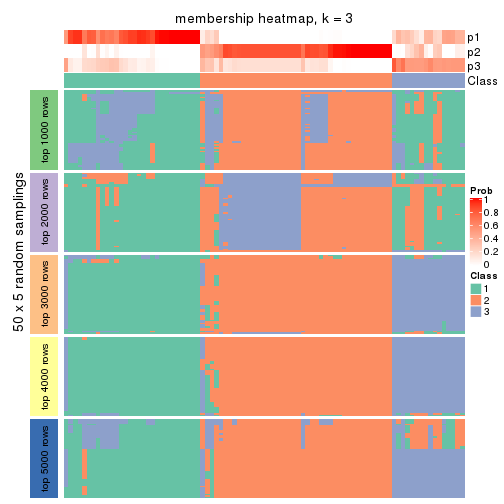 membership heatmap, k = 3
p1
p2
p3
Class
50 x 5 random samplings
top 1000 rows
top 2000 rows
top 3000 rows
top 4000 rows
top 5000 rows
Prob
1
0.8
0.6
0.4
0.2
0
Class
1
2
3